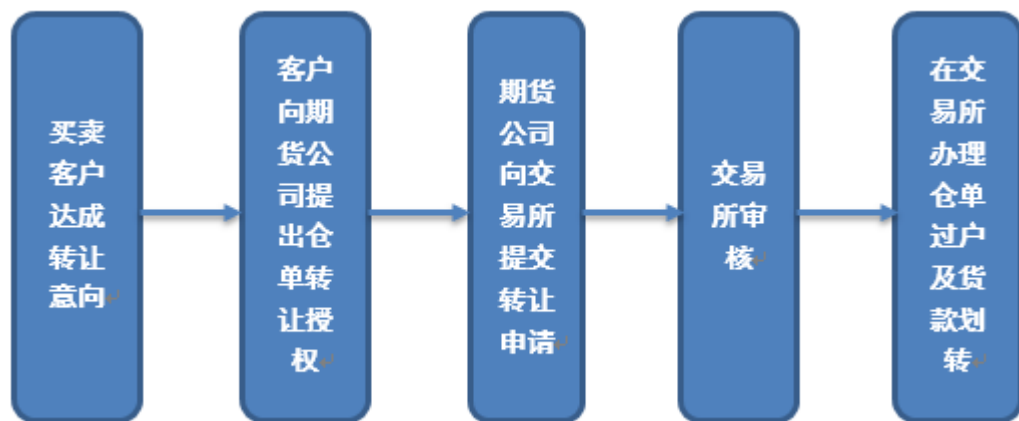 买卖
客户
达成
转让
意向
客户
向期
货公
司提
出仓
单转
让授
权
期货
公司
向交
易所
提交
转让
申请
交易
所审
核
在交
易所
办理
仓单
过户
及货
款划
转